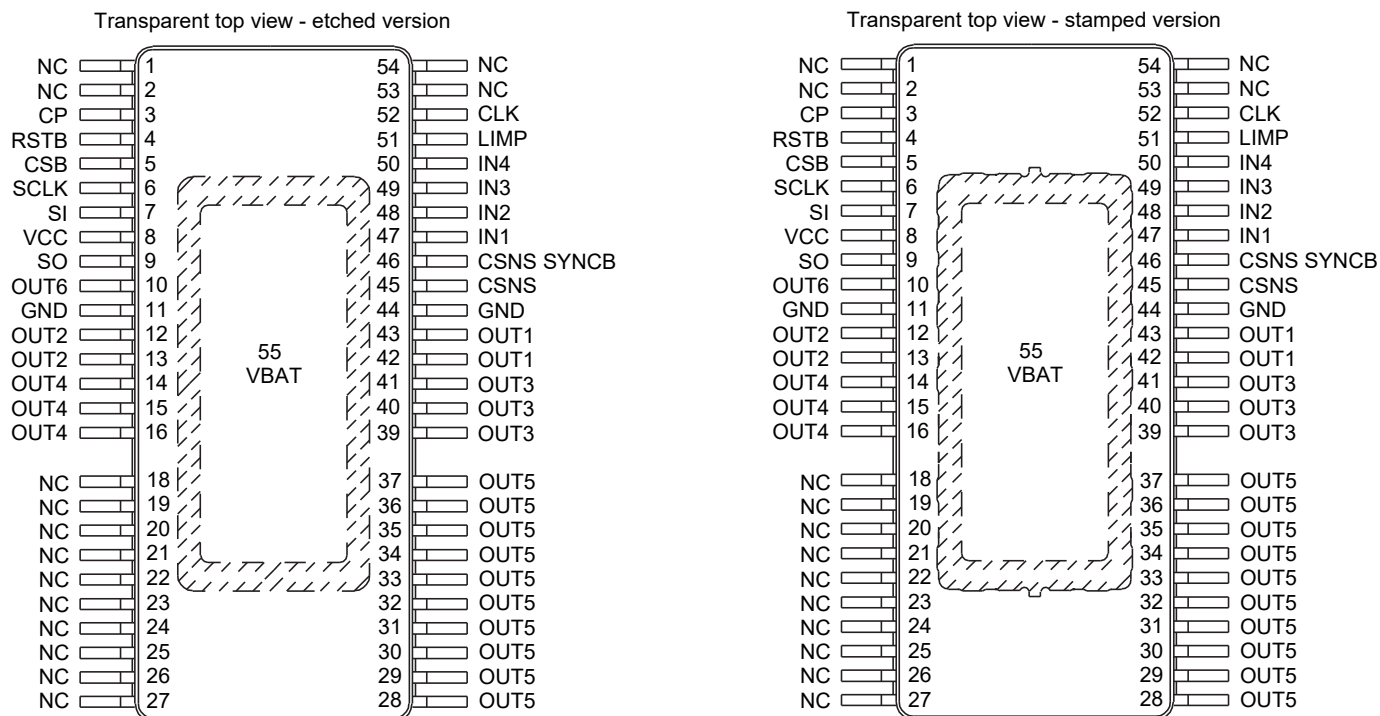 Transparent top view - etched version
NC 1 54 NC
NC 2 53 NC
CP 3 52 CLK
RSTB 4 51 LIMP
CSB 5 50 IN4
SCLK 6 49 IN3
SI 7 48 IN2
VCC 8 47 IN1
SO 9 46 CSNS SYNCB
OUT6 10 45 CSNS
GND 11 44 GND
OUT2 12 43 OUT1
OUT2 13 42 OUT1
OUT4 14 41 OUT3
OUT4 15 40 OUT3
OUT4 16 39 OUT3
55
VBAT
NC 18 37 OUT5
NC 19 36 OUT5
NC 20 35 OUT5
NC 21 34 OUT5
NC 22 33 OUT5
NC 23 32 OUT5
NC 24 31 OUT5
NC 25 30 OUT5
NC 26 29 OUT5
NC 27 28 OUT5
Transparent top view - stamped version
NC 1 54 NC
NC 2 53 NC
CP 3 52 CLK
RSTB 4 51 LIMP
CSB 5 50 IN4
SCLK 6 49 IN3
SI 7 48 IN2
VCC 8 47 IN1
SO 9 46 CSNS SYNCB
OUT6 10 45 CSNS
GND 11 44 GND
OUT2 12 43 OUT1
OUT2 13 42 OUT1
OUT4 14 41 OUT3
OUT4 15 40 OUT3
OUT4 16 39 OUT3
55
VBAT
NC 18 37 OUT5
NC 19 36 OUT5
NC 20 35 OUT5
NC 21 34 OUT5
NC 22 33 OUT5
NC 23 32 OUT5
NC 24 31 OUT5
NC 25 30 OUT5
NC 26 29 OUT5
NC 27 28 OUT5